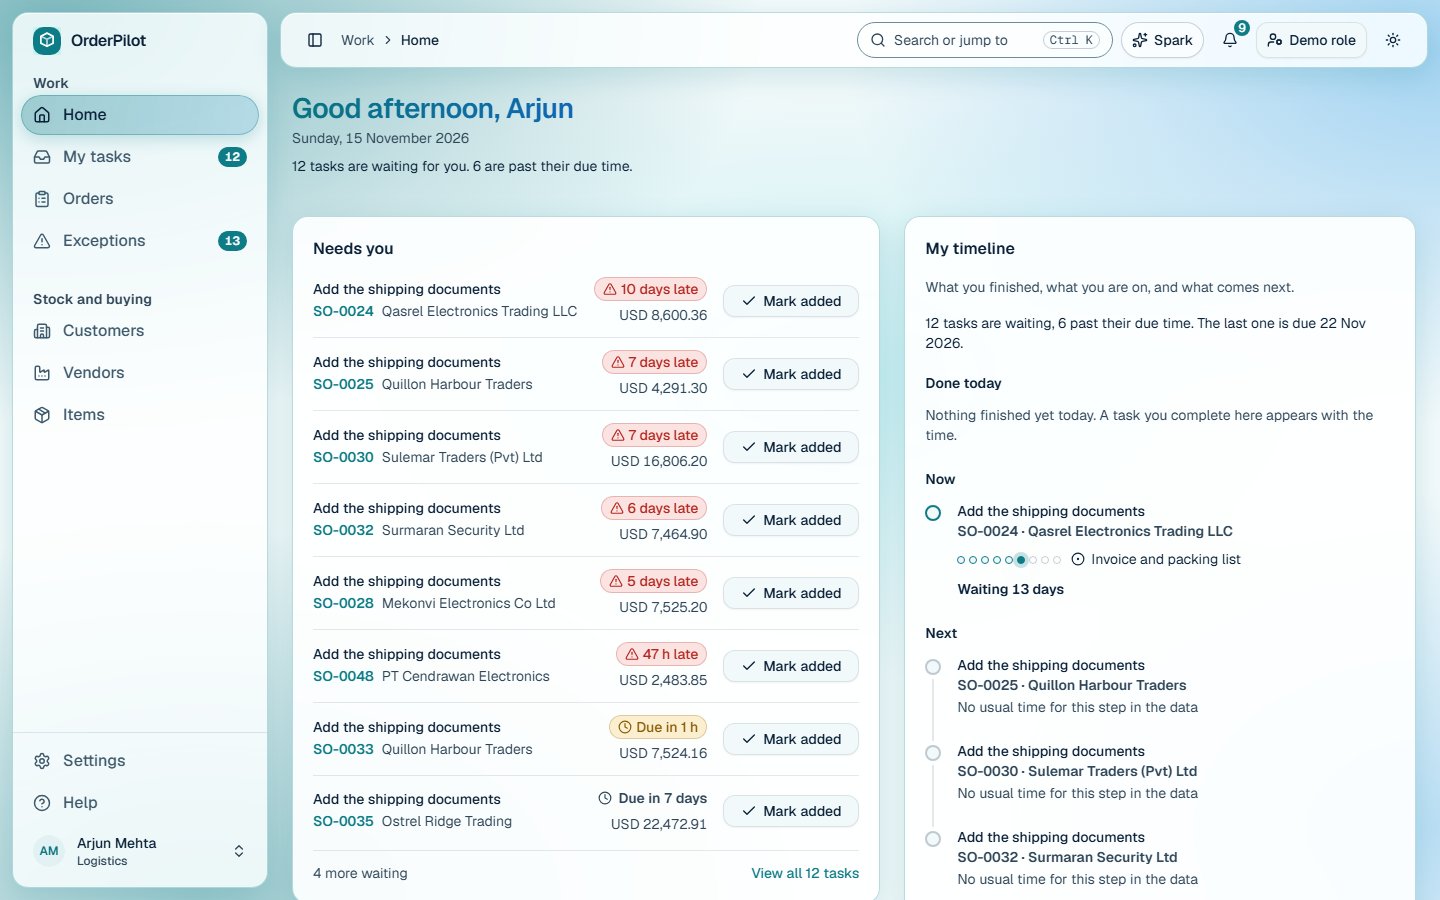 OrderPilot
Work
Home
My tasks 12
Orders
Exceptions 13
Stock and buying
Customers
Vendors
Items
Settings
Help
AM Arjun Mehta
Logistics
Work > Home
Search or jump to Ctrl K
Spark
9
Demo role
Good afternoon, Arjun
Sunday, 15 November 2026
12 tasks are waiting for you. 6 are past their due time.
Needs you
Add the shipping documents 10 days late
SO-0024 Qasrel Electronics Trading LLC USD 8,600.36
Mark added
Add the shipping documents 7 days late
SO-0025 Quillon Harbour Traders USD 4,291.30
Mark added
Add the shipping documents 7 days late
SO-0030 Sulemar Traders (Pvt) Ltd USD 16,806.20
Mark added
Add the shipping documents 6 days late
SO-0032 Surmaran Security Ltd USD 7,464.90
Mark added
Add the shipping documents 5 days late
SO-0028 Mekonvi Electronics Co Ltd USD 7,525.20
Mark added
Add the shipping documents 47 h late
SO-0048 PT Cendrawan Electronics USD 2,483.85
Mark added
Add the shipping documents Due in 1 h
SO-0033 Quillon Harbour Traders USD 7,524.16
Mark added
Add the shipping documents Due in 7 days
SO-0035 Ostrel Ridge Trading USD 22,472.91
Mark added
4 more waiting View all 12 tasks
My timeline
What you finished, what you are on, and what comes next.
12 tasks are waiting, 6 past their due time. The last one is due 22 Nov
2026.
Done today
Nothing finished yet today. A task you complete here appears with the
time.
Now
Add the shipping documents
SO-0024 · Qasrel Electronics Trading LLC
Invoice and packing list
Waiting 13 days
Next
Add the shipping documents
SO-0025 · Quillon Harbour Traders
No usual time for this step in the data
Add the shipping documents
SO-0030 · Sulemar Traders (Pvt) Ltd
No usual time for this step in the data
Add the shipping documents
SO-0032 · Surmaran Security Ltd
No usual time for this step in the data